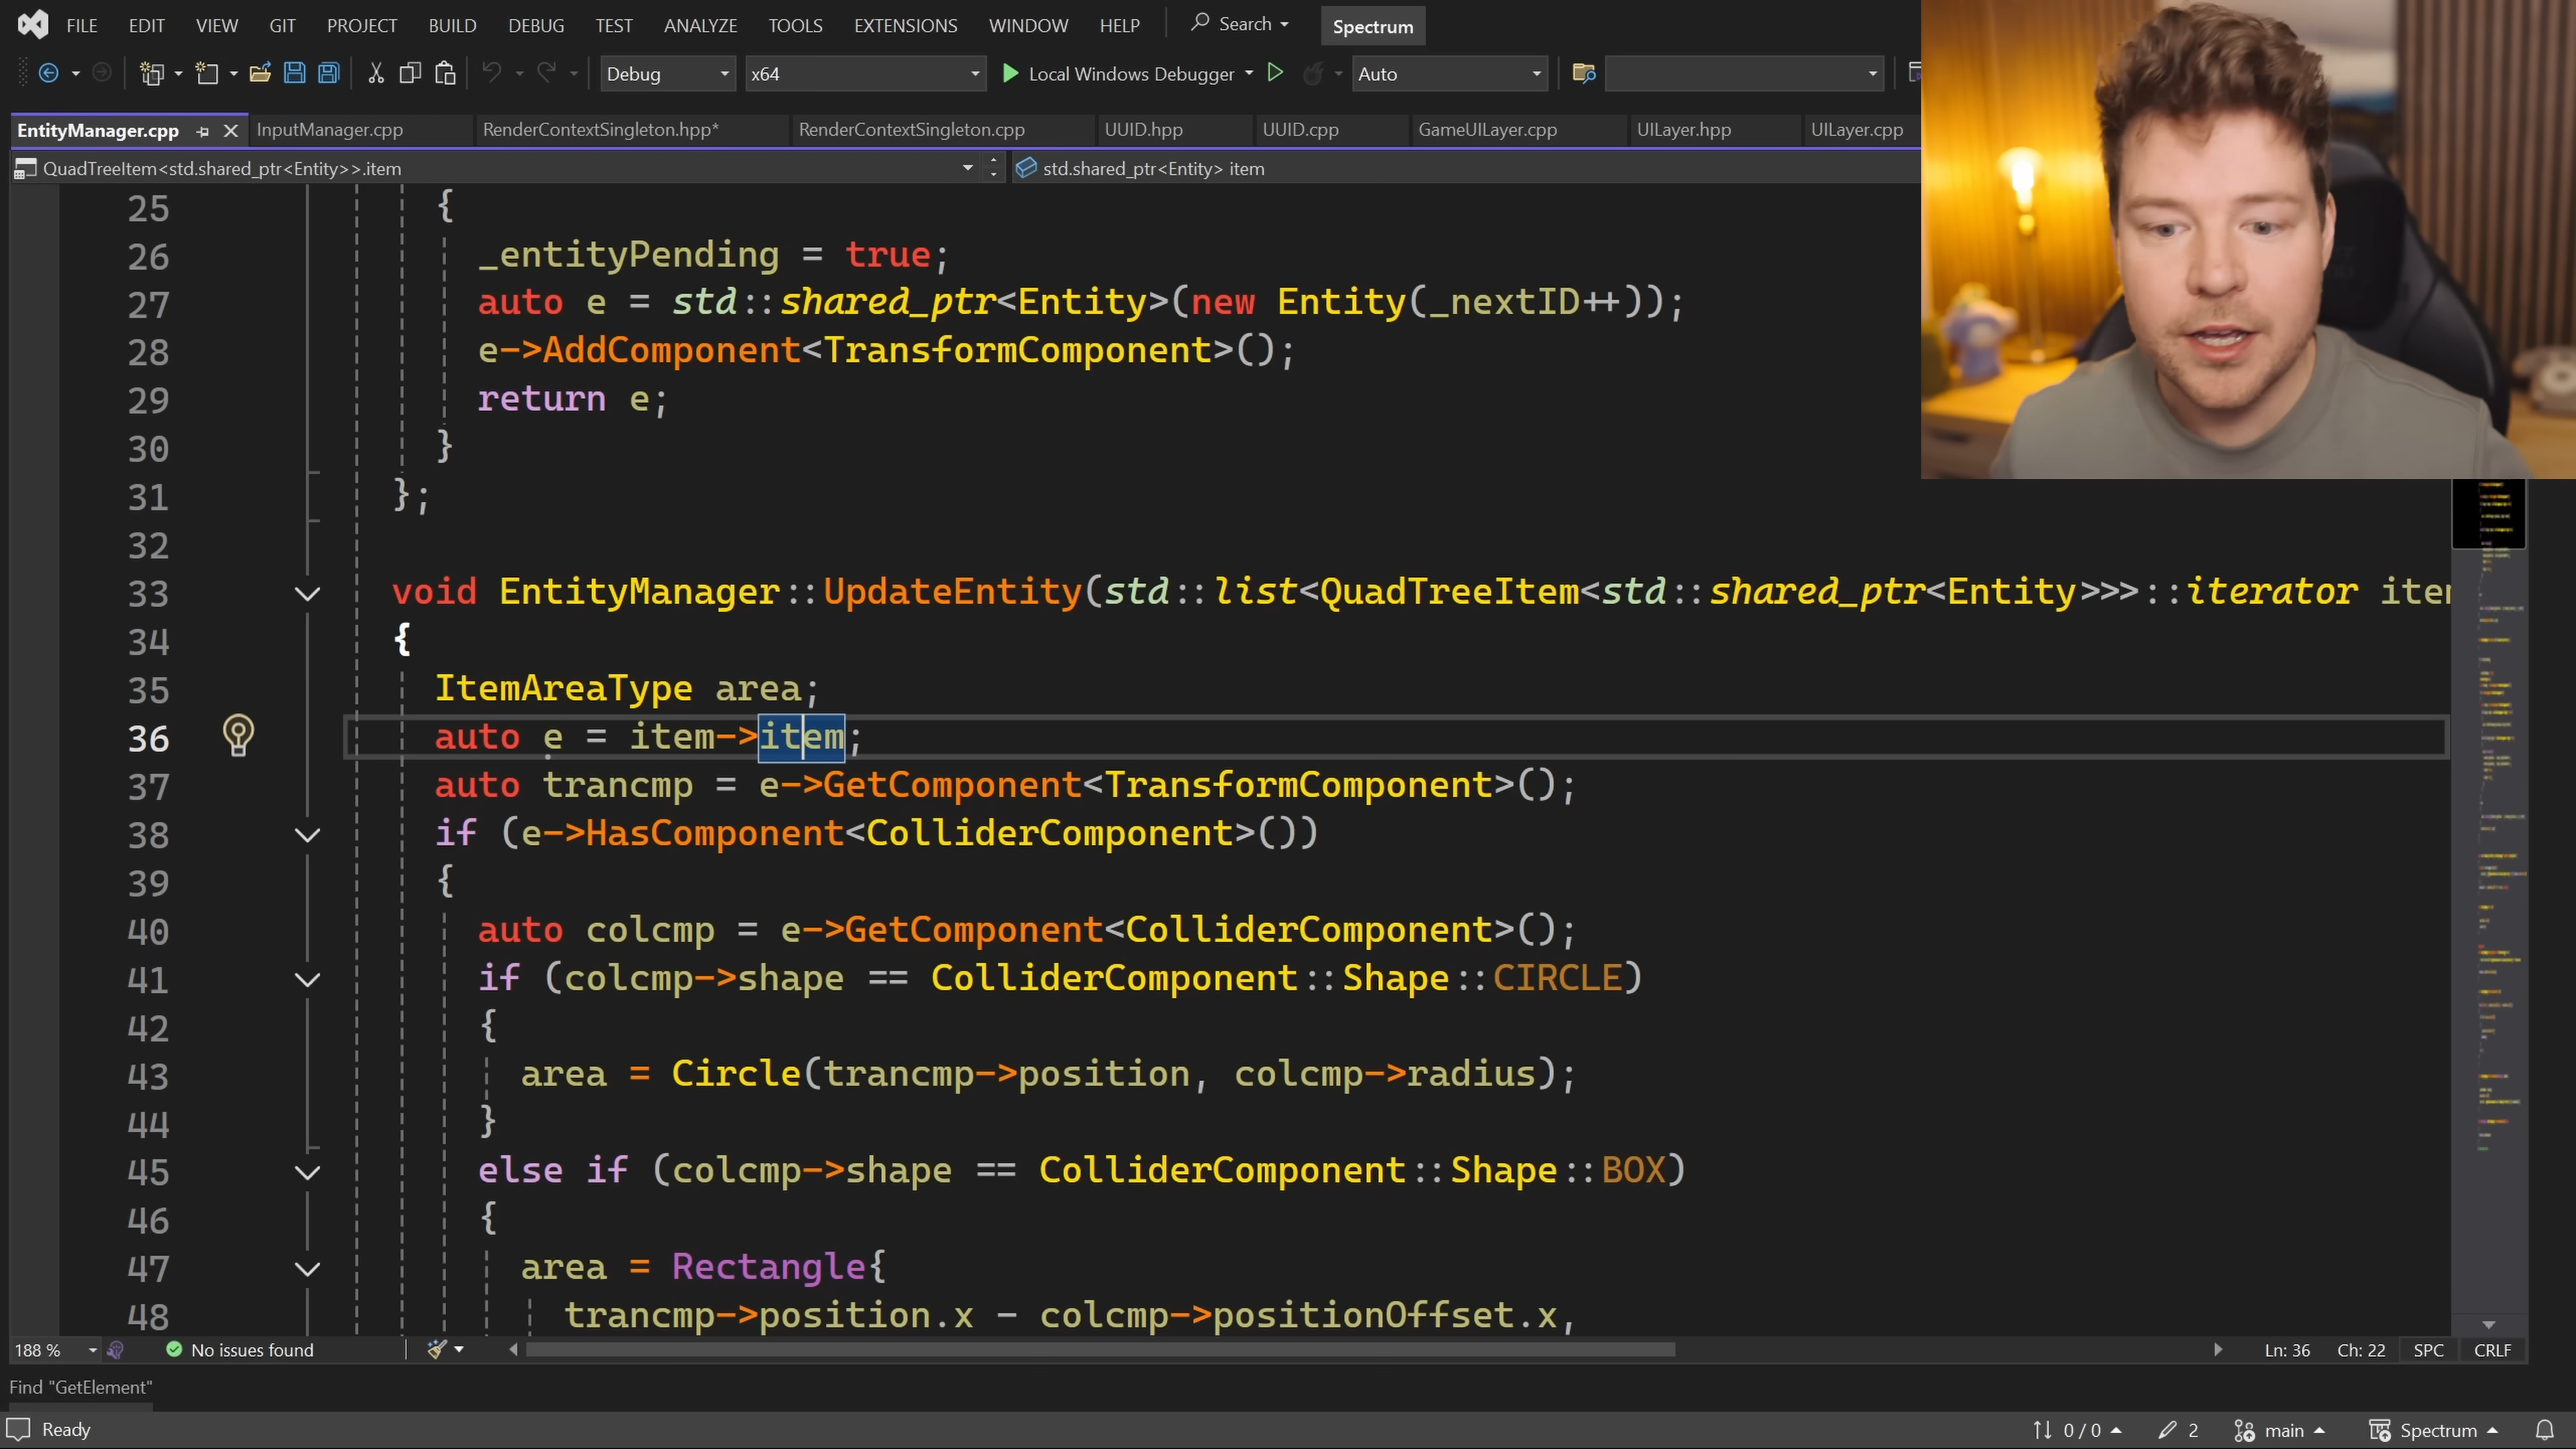 FILE EDIT VIEW GIT PROJECT BUILD DEBUG TEST ANALYZE TOOLS EXTENSIONS WINDOW HELP Search Spectrum
Debug x64 Local Windows Debugger Auto
EntityManager.cpp InputManager.cpp RenderContextSingleton.hpp* RenderContextSingleton.cpp UUID.hpp UUID.cpp GameUILayer.cpp UILayer.hpp UILayer.cpp
QuadTreeItem<std.shared_ptr<Entity>>.item std.shared_ptr<Entity> item
25 {
26 _entityPending = true;
27 auto e = std::shared_ptr<Entity>(new Entity(_nextID++));
28 e->AddComponent<TransformComponent>();
29 return e;
30 }
31 };
32
33 void EntityManager::UpdateEntity(std::list<QuadTreeItem<std::shared_ptr<Entity>>>::iterator item
34 {
35 ItemAreaType area;
36 auto e = item->item;
37 auto trancmp = e->GetComponent<TransformComponent>();
38 if (e->HasComponent<ColliderComponent>())
39 {
40 auto colcmp = e->GetComponent<ColliderComponent>();
41 if (colcmp->shape == ColliderComponent::Shape::CIRCLE)
42 {
43 area = Circle(trancmp->position, colcmp->radius);
44 }
45 else if (colcmp->shape == ColliderComponent::Shape::BOX)
46 {
47 area = Rectangle{
48 trancmp->position.x - colcmp->positionOffset.x,
188 % No issues found Ln: 36 Ch: 22 SPC CRLF
Find "GetElement"
Ready 0 / 0 2 main Spectrum